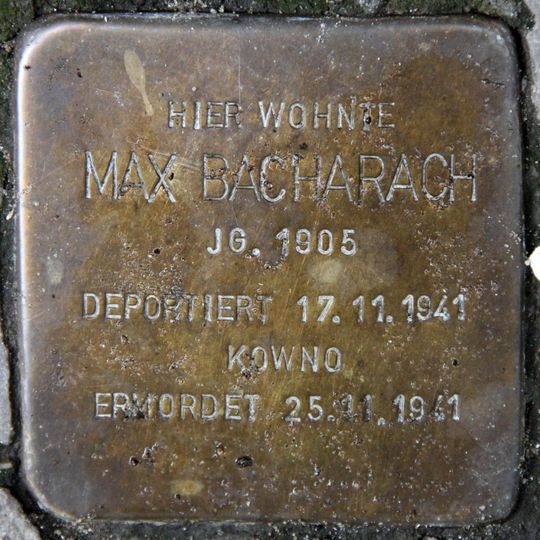 HIER WOHNTE
MAX BACHARACH
JG. 1905
DEPORTIERT 17.11.1941
KOWNO
ERMORDET 25.11.1941